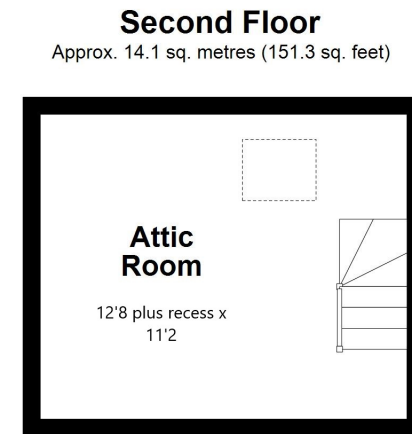 Second Floor
Approx. 14.1 sq. metres (151.3 sq. feet)
Attic
Room
12'8 plus recess x
11'2